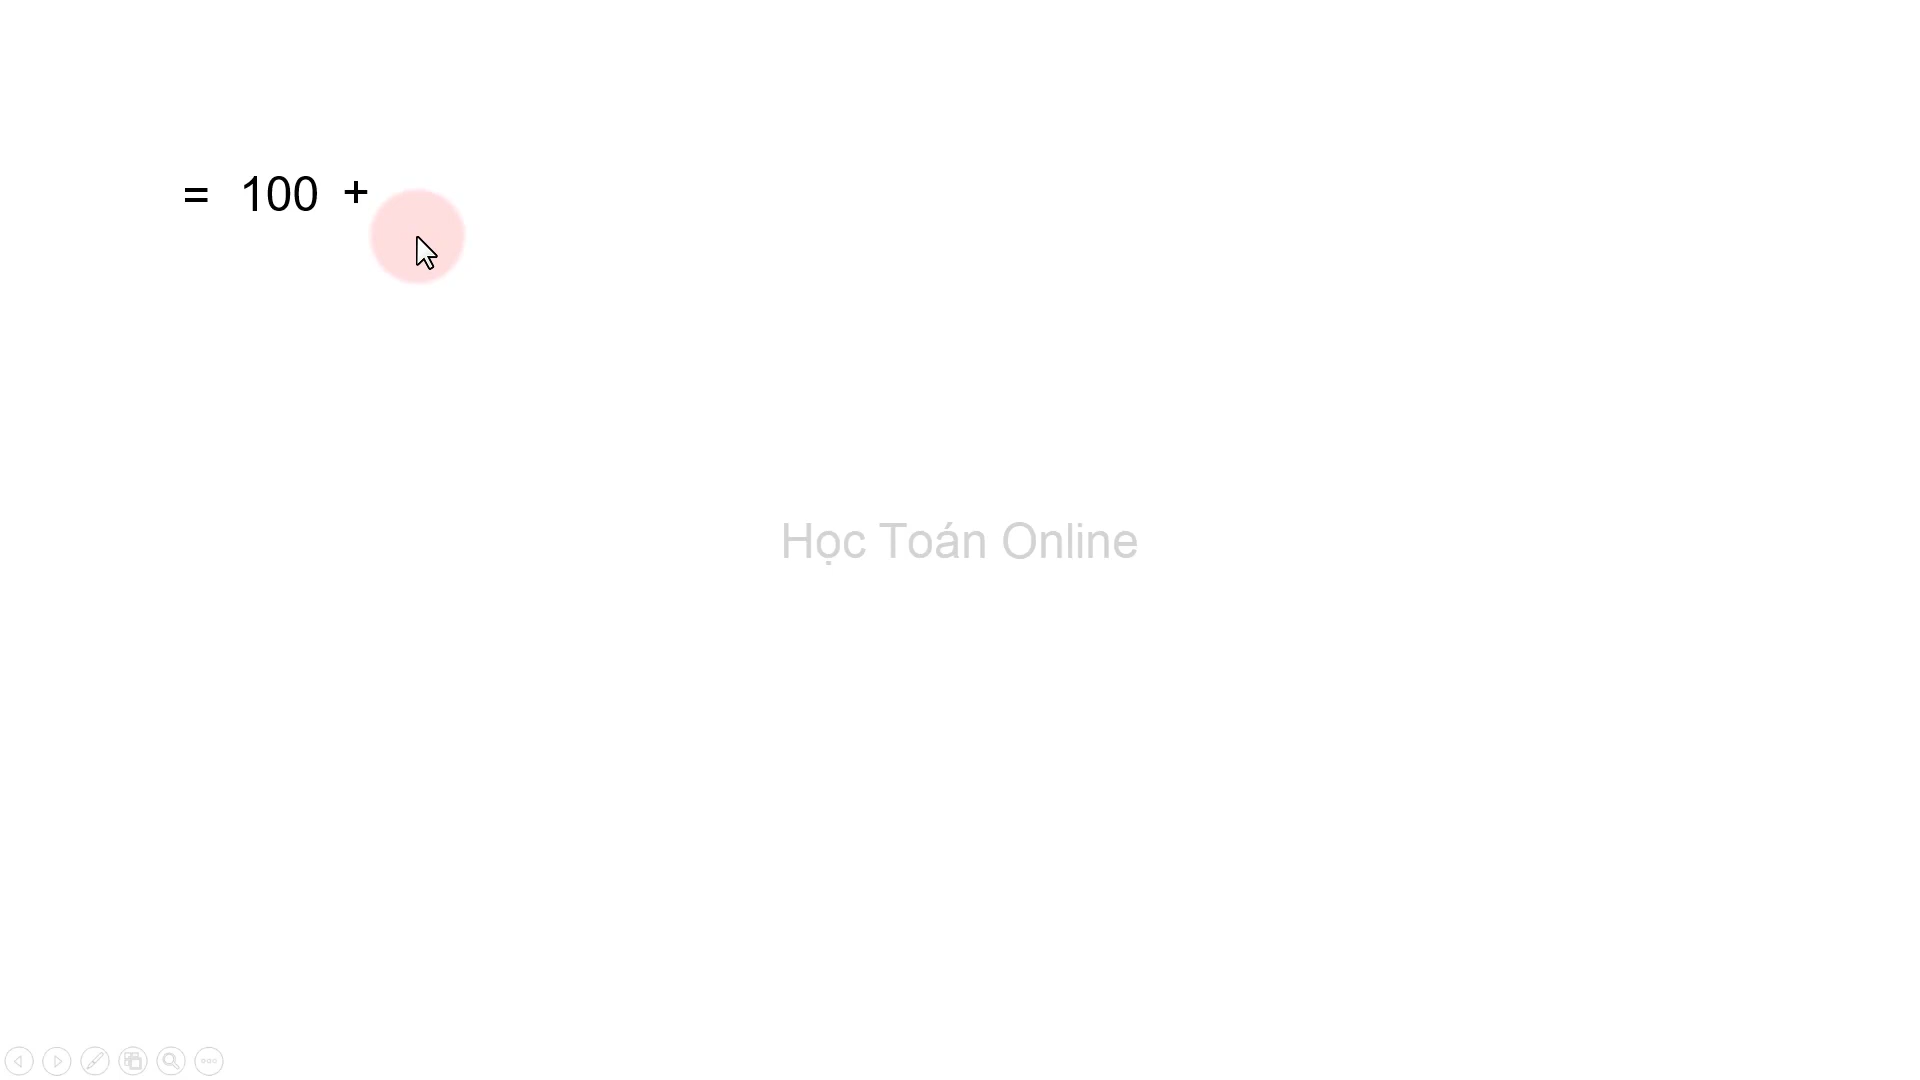 = 100 +
Học Toán Online